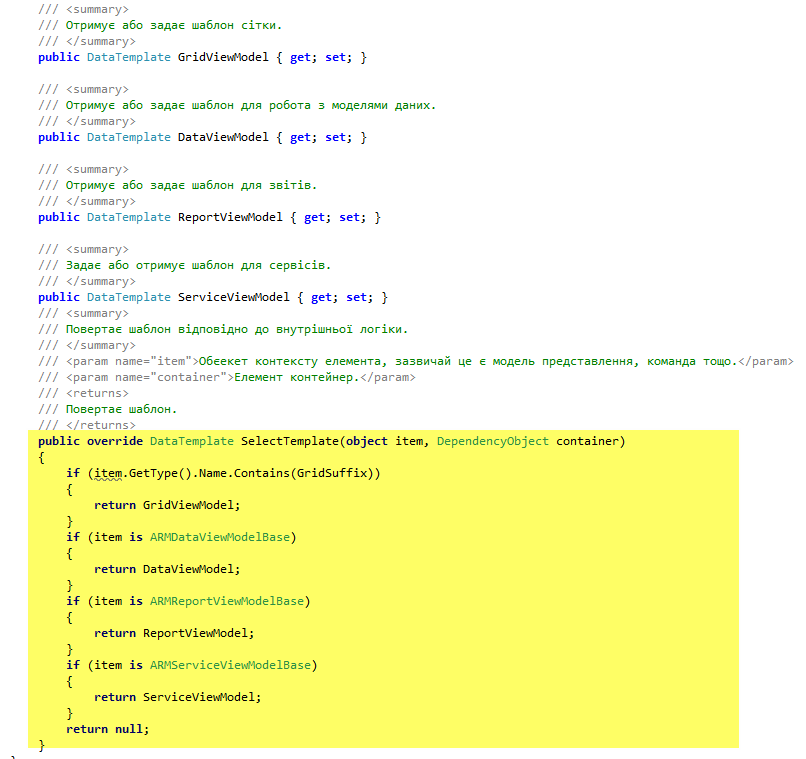 /// <summary>
/// Отримує або задає шаблон сітки.
/// </summary>
public DataTemplate GridViewModel { get; set; }
/// <summary>
/// Отримує або задає шаблон для робота з моделями даних.
/// </summary>
public DataTemplate DataViewModel { get; set; }
/// <summary>
/// Отримує або задає шаблон для звітів.
/// </summary>
public DataTemplate ReportViewModel { get; set; }
/// <summary>
/// Задає або отримує шаблон для сервісів.
/// </summary>
public DataTemplate ServiceViewModel { get; set; }
/// <summary>
/// Повертає шаблон відповідно до внутрішньої логіки.
/// </summary>
/// <param name="item">Обєекет контексту елемента, зазвичай це є модель представлення, команда тощо.</param>
/// <param name="container">Елемент контейнер.</param>
/// <returns>
/// Повертає шаблон.
/// </returns>
public override DataTemplate SelectTemplate(object item, DependencyObject container)
{
if (item.GetType().Name.Contains(GridSuffix))
{
return GridViewModel;
}
if (item is ARMDataViewModelBase)
{
return DataViewModel;
}
if (item is ARMReportViewModelBase)
{
return ReportViewModel;
}
if (item is ARMServiceViewModelBase)
{
return ServiceViewModel;
}
return null;
}